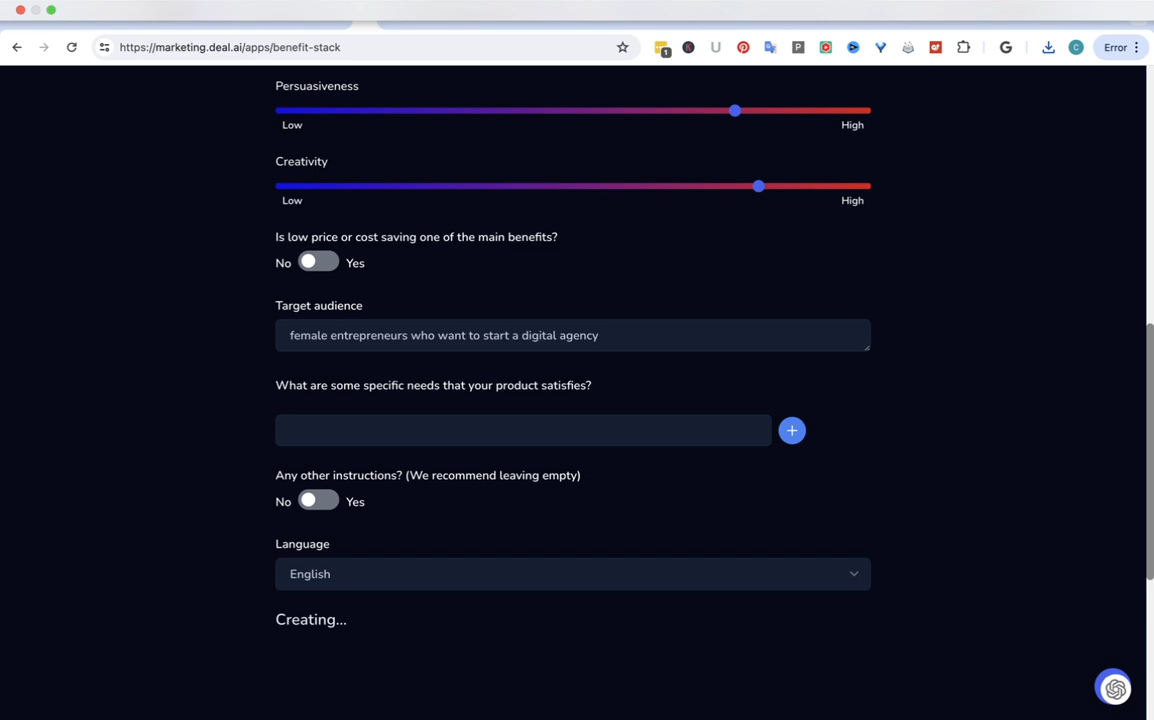 https://marketing.deal.ai/apps/benefit-stack
1
U
P
G
C
Error
Persuasiveness
Low High
Creativity
Low High
Is low price or cost saving one of the main benefits?
No Yes
Target audience
female entrepreneurs who want to start a digital agency
What are some specific needs that your product satisfies?
Any other instructions? (We recommend leaving empty)
No Yes
Language
English
Creating...